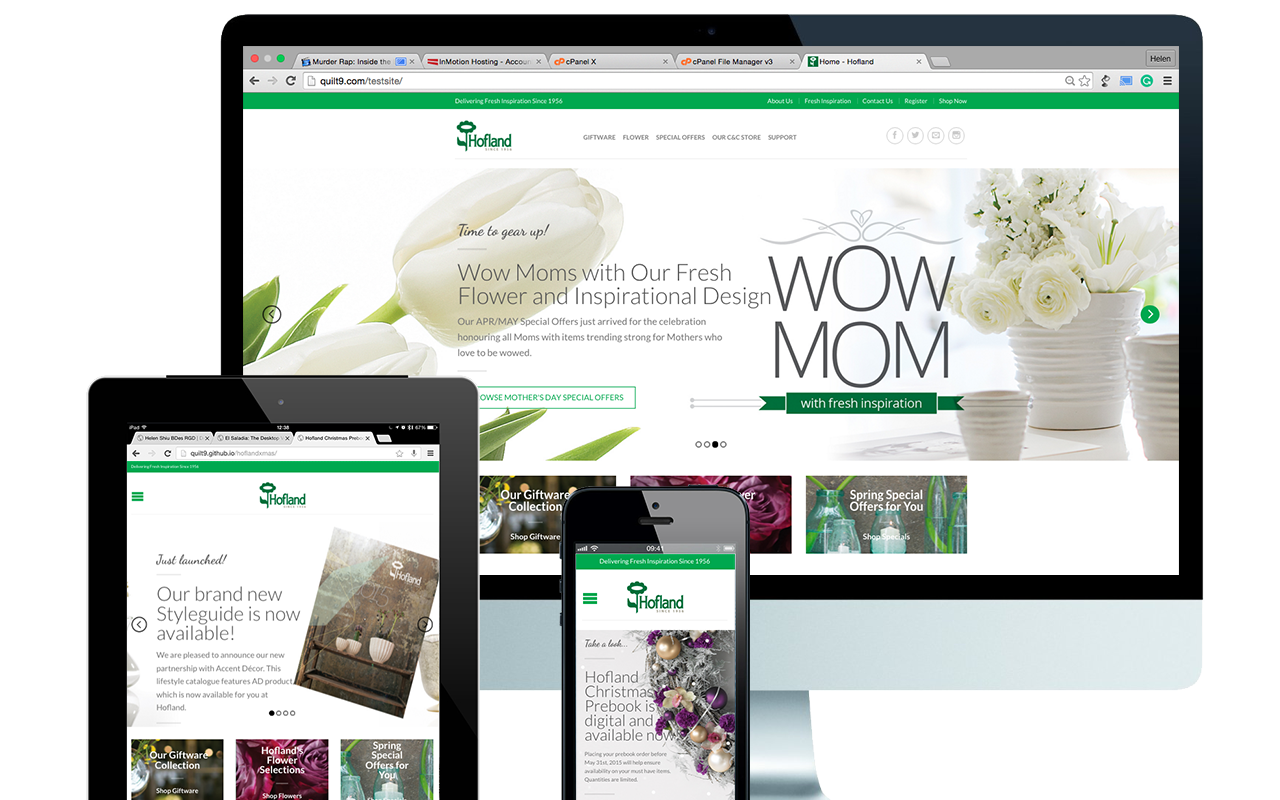 Murder Rap: Inside the
InMotion Hosting - Accoun
cPanel X
cPanel File Manager v3
Home - Hofland
Helen
quilt9.com/testsite/
Delivering Fresh Inspiration Since 1956
About Us
Fresh Inspiration
Contact Us
Register
Shop Now
Hofland
SINCE 1956
GIFTWARE
FLOWER
SPECIAL OFFERS
OUR C&C STORE
SUPPORT
Time to gear up!
Wow Moms with Our Fresh
Flower and Inspirational Design
Our APR/MAY Special Offers just arrived for the celebration
honouring all Moms with items trending strong for Mothers who
love to be wowed.
OWSE MOTHER'S DAY SPECIAL OFFERS
WOW
MOM
with fresh inspiration
Our Giftware
Collection
Shop Giftware
wer
Spring Special
Offers for You
Shop Specials
iPad
12:38
67%
Helen Shiu BDes RGD | D
El Saladia: The Desktop
Hofland Christmas Prebo
quilt9.github.io/hoflandxmas/
Delivering Fresh Inspiration Since 1956
Hofland
SINCE 1956
Just launched!
Our brand new
Styleguide is now
available!
We are pleased to announce our new
partnership with Accent Décor. This
lifestyle catalogue features AD product
which is now available for you at
Hofland.
Hofland
Our Giftware
Collection
Shop Giftware
Hofland's
Flower
Selections
Shop Flowers
Spring
Special
Offers for
You
09:41
Delivering Fresh Inspiration Since 1956
Hofland
SINCE 1956
Take a look...
Hofland
Christmas
Prebook is
digital and
available now
Placing your prebook order before
May 31st, 2015 will help ensure
availability on your must have items.
Quantities are limited.